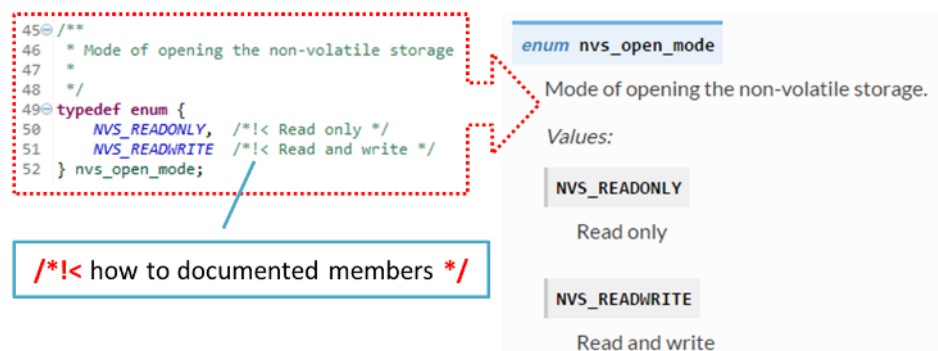 45 /**
46  * Mode of opening the non-volatile storage
47  *
48  */
49 typedef enum {
50     NVS_READONLY,  /*!< Read only */
51     NVS_READWRITE  /*!< Read and write */
52 } nvs_open_mode;
/*!< how to documented members */
enum nvs_open_mode
Mode of opening the non-volatile storage.
Values:
NVS_READONLY
Read only
NVS_READWRITE
Read and write